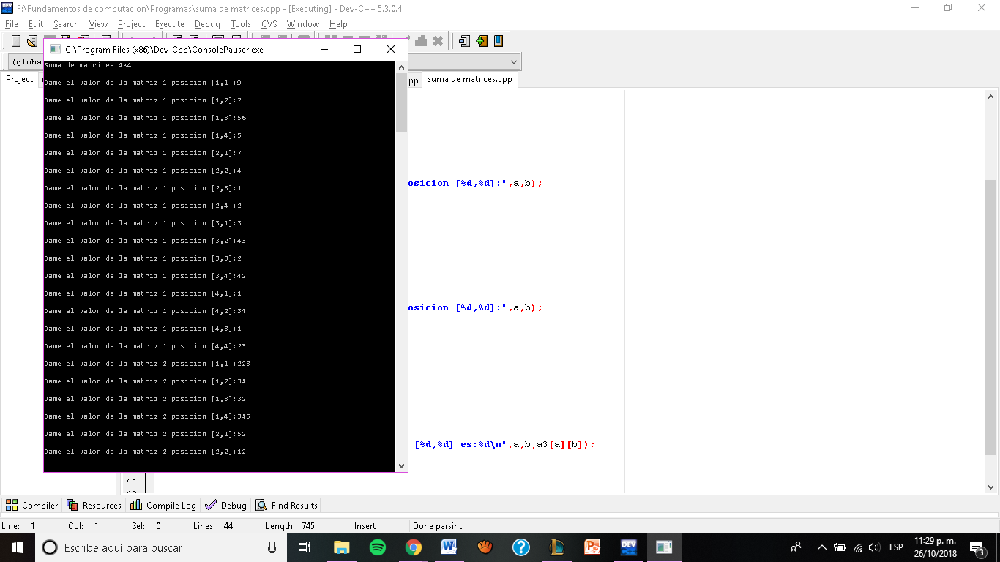 F:\Fundamentos de computacion\Programas\suma de matrices.cpp - [Executing] - Dev-C++ 5.3.0.4
File Edit Search View Project Execute Debug Tools CVS Window Help
C:\Program Files (x86)\Dev-Cpp\ConsolePauser.exe
(globa
Project
pp
suma de matrices.cpp
Suma de matrices 4x4
Dame el valor de la matriz 1 posicion [1,1]:9
Dame el valor de la matriz 1 posicion [1,2]:7
Dame el valor de la matriz 1 posicion [1,3]:56
Dame el valor de la matriz 1 posicion [1,4]:5
Dame el valor de la matriz 1 posicion [2,1]:7
Dame el valor de la matriz 1 posicion [2,2]:4
Dame el valor de la matriz 1 posicion [2,3]:1
Dame el valor de la matriz 1 posicion [2,4]:2
Dame el valor de la matriz 1 posicion [3,1]:3
Dame el valor de la matriz 1 posicion [3,2]:43
Dame el valor de la matriz 1 posicion [3,3]:2
Dame el valor de la matriz 1 posicion [3,4]:42
Dame el valor de la matriz 1 posicion [4,1]:1
Dame el valor de la matriz 1 posicion [4,2]:34
Dame el valor de la matriz 1 posicion [4,3]:1
Dame el valor de la matriz 1 posicion [4,4]:23
Dame el valor de la matriz 2 posicion [1,1]:223
Dame el valor de la matriz 2 posicion [1,2]:34
Dame el valor de la matriz 2 posicion [1,3]:32
Dame el valor de la matriz 2 posicion [1,4]:345
Dame el valor de la matriz 2 posicion [2,1]:52
Dame el valor de la matriz 2 posicion [2,2]:12
osicion [%d,%d]:",a,b);
osicion [%d,%d]:",a,b);
[%d,%d] es:%d\n",a,b,a3[a][b]);
41
Compiler Resources Compile Log Debug Find Results
Line: 1 Col: 1 Sel: 0 Lines: 44 Length: 745 Insert Done parsing
Escribe aquí para buscar
ESP
11:29 p. m.
26/10/2018
3